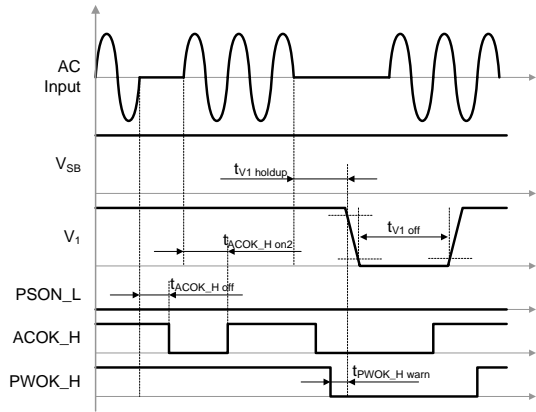 AC
Input
V_SB
t_V1 holdup
V_1
t_V1 off
t_ACOK_H on2
t_ACOK_H off
PSON_L
ACOK_H
t_PWOK_H warn
PWOK_H